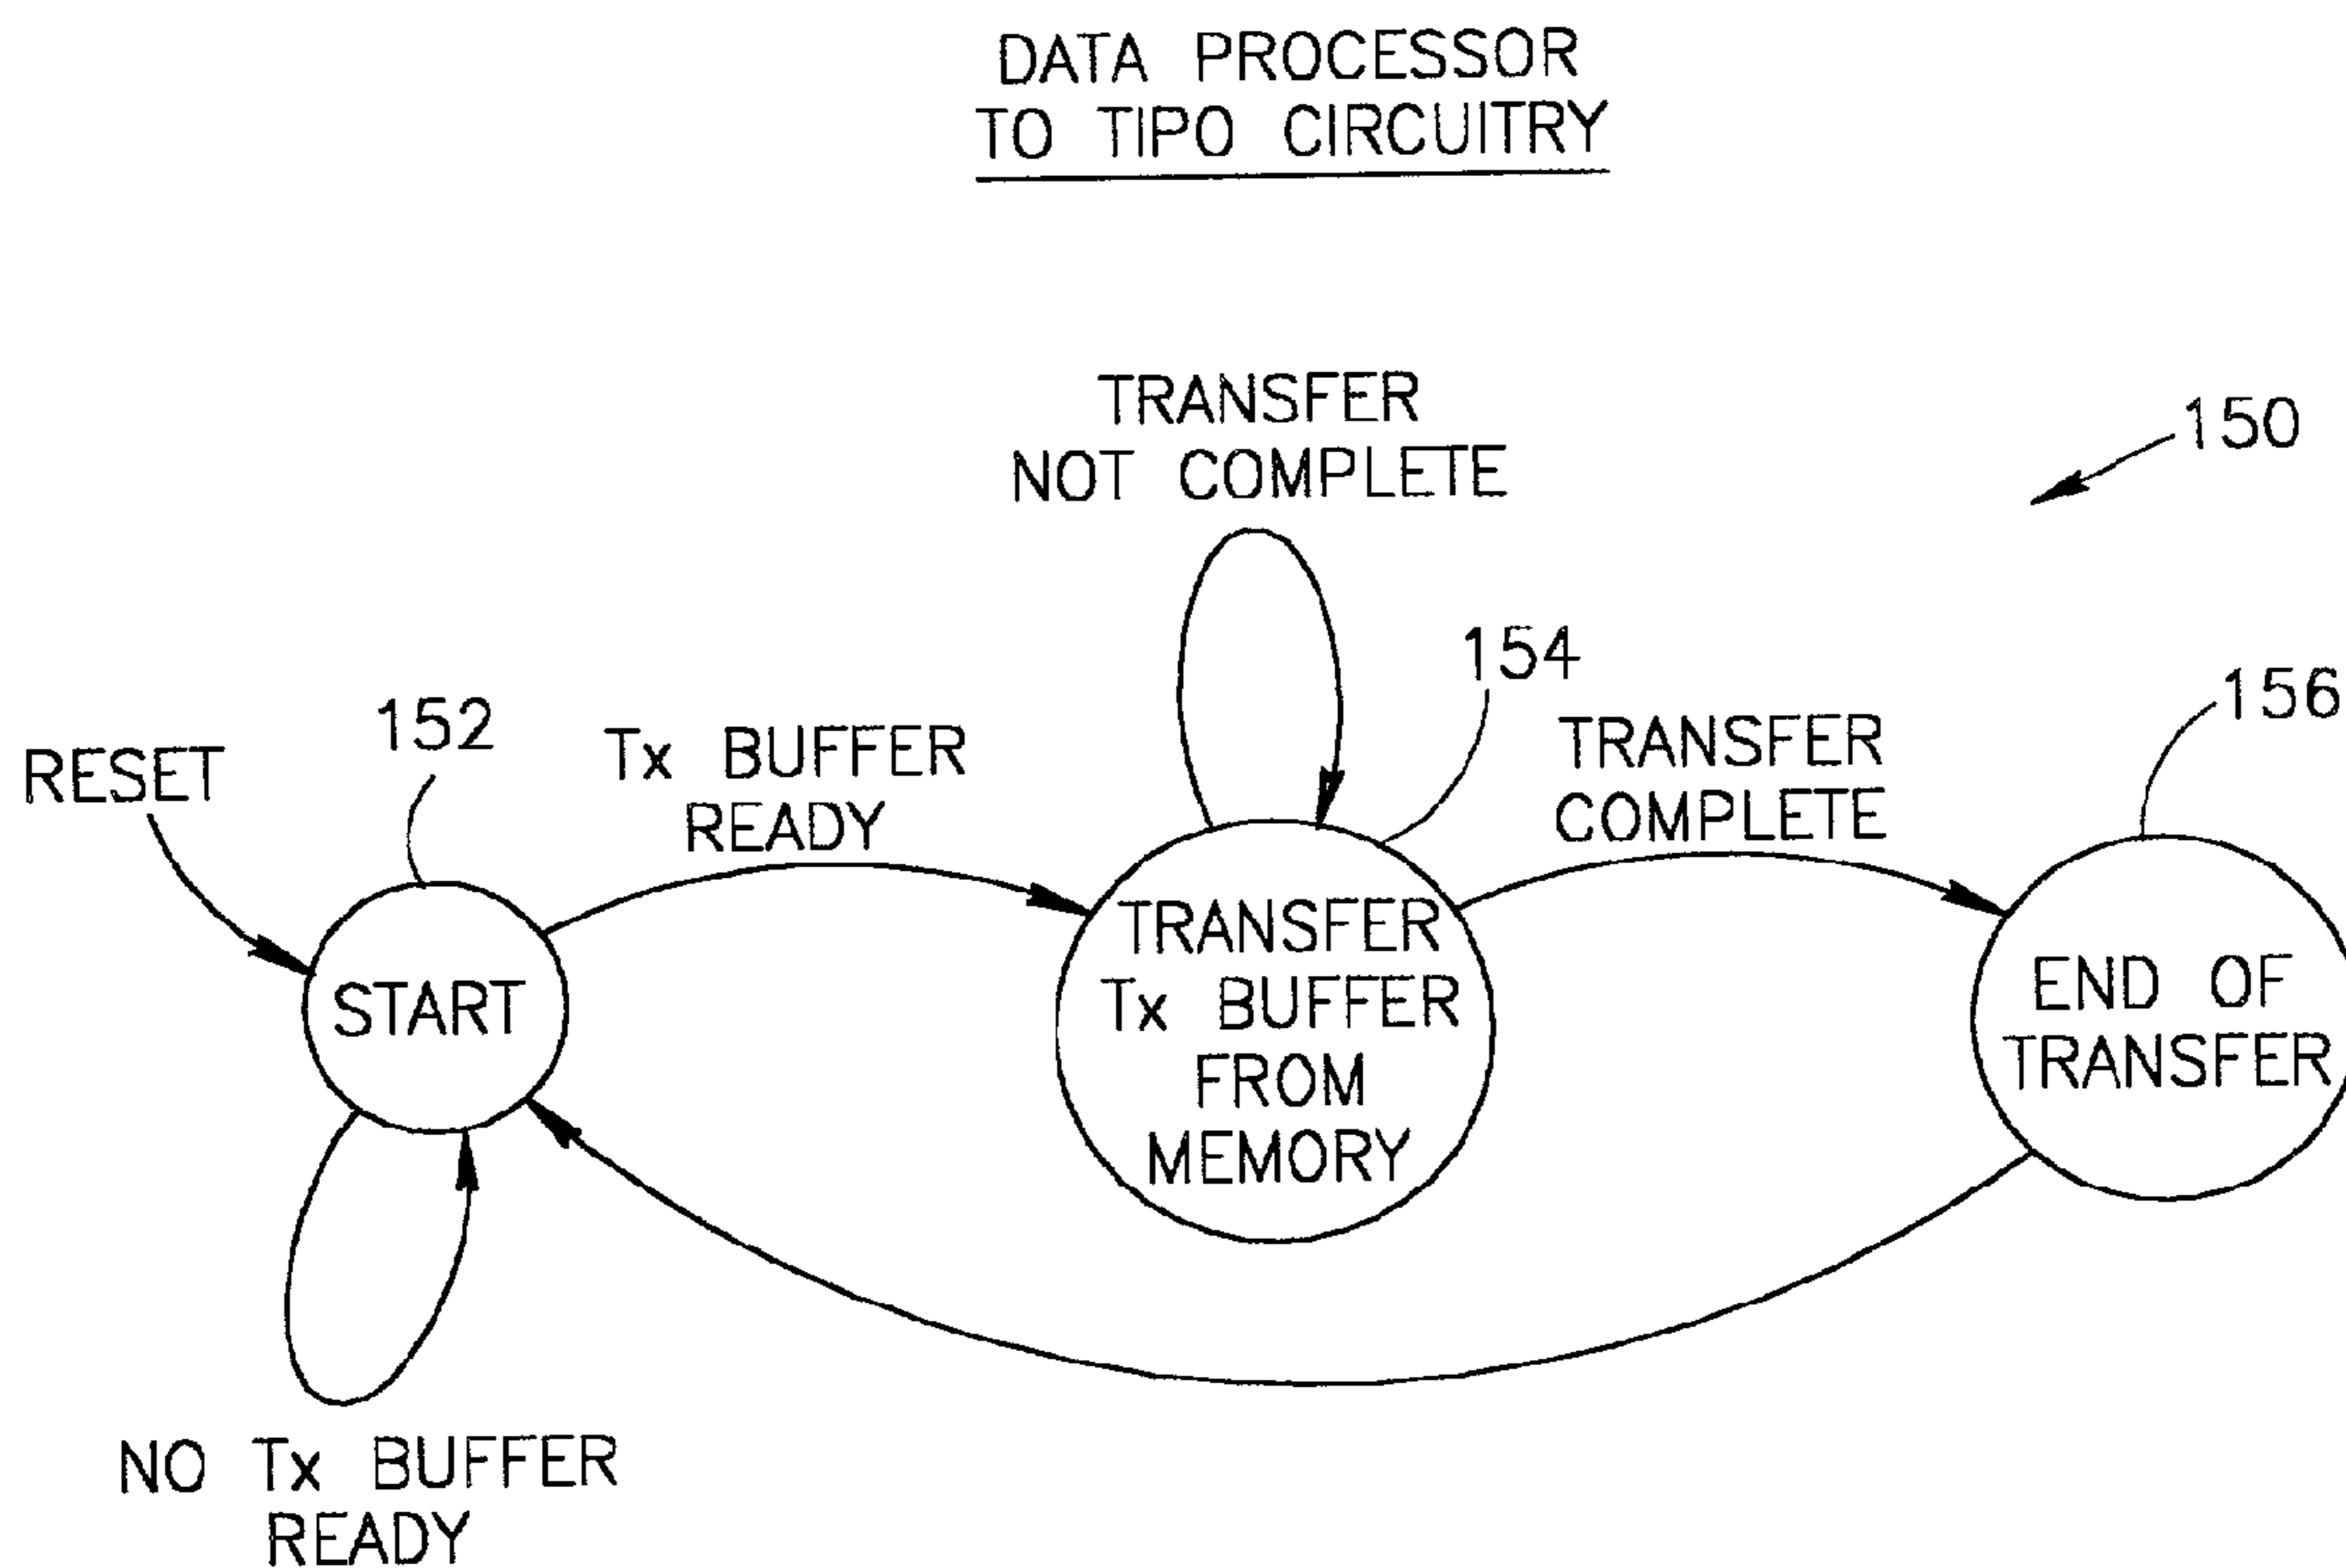 DATA PROCESSOR
TO TIPO CIRCUITRY
TRANSFER
NOT COMPLETE
150
154
156
152
RESET
Tx BUFFER
READY
TRANSFER
COMPLETE
START
TRANSFER
Tx BUFFER
FROM
MEMORY
END OF
TRANSFER
NO Tx BUFFER
READY